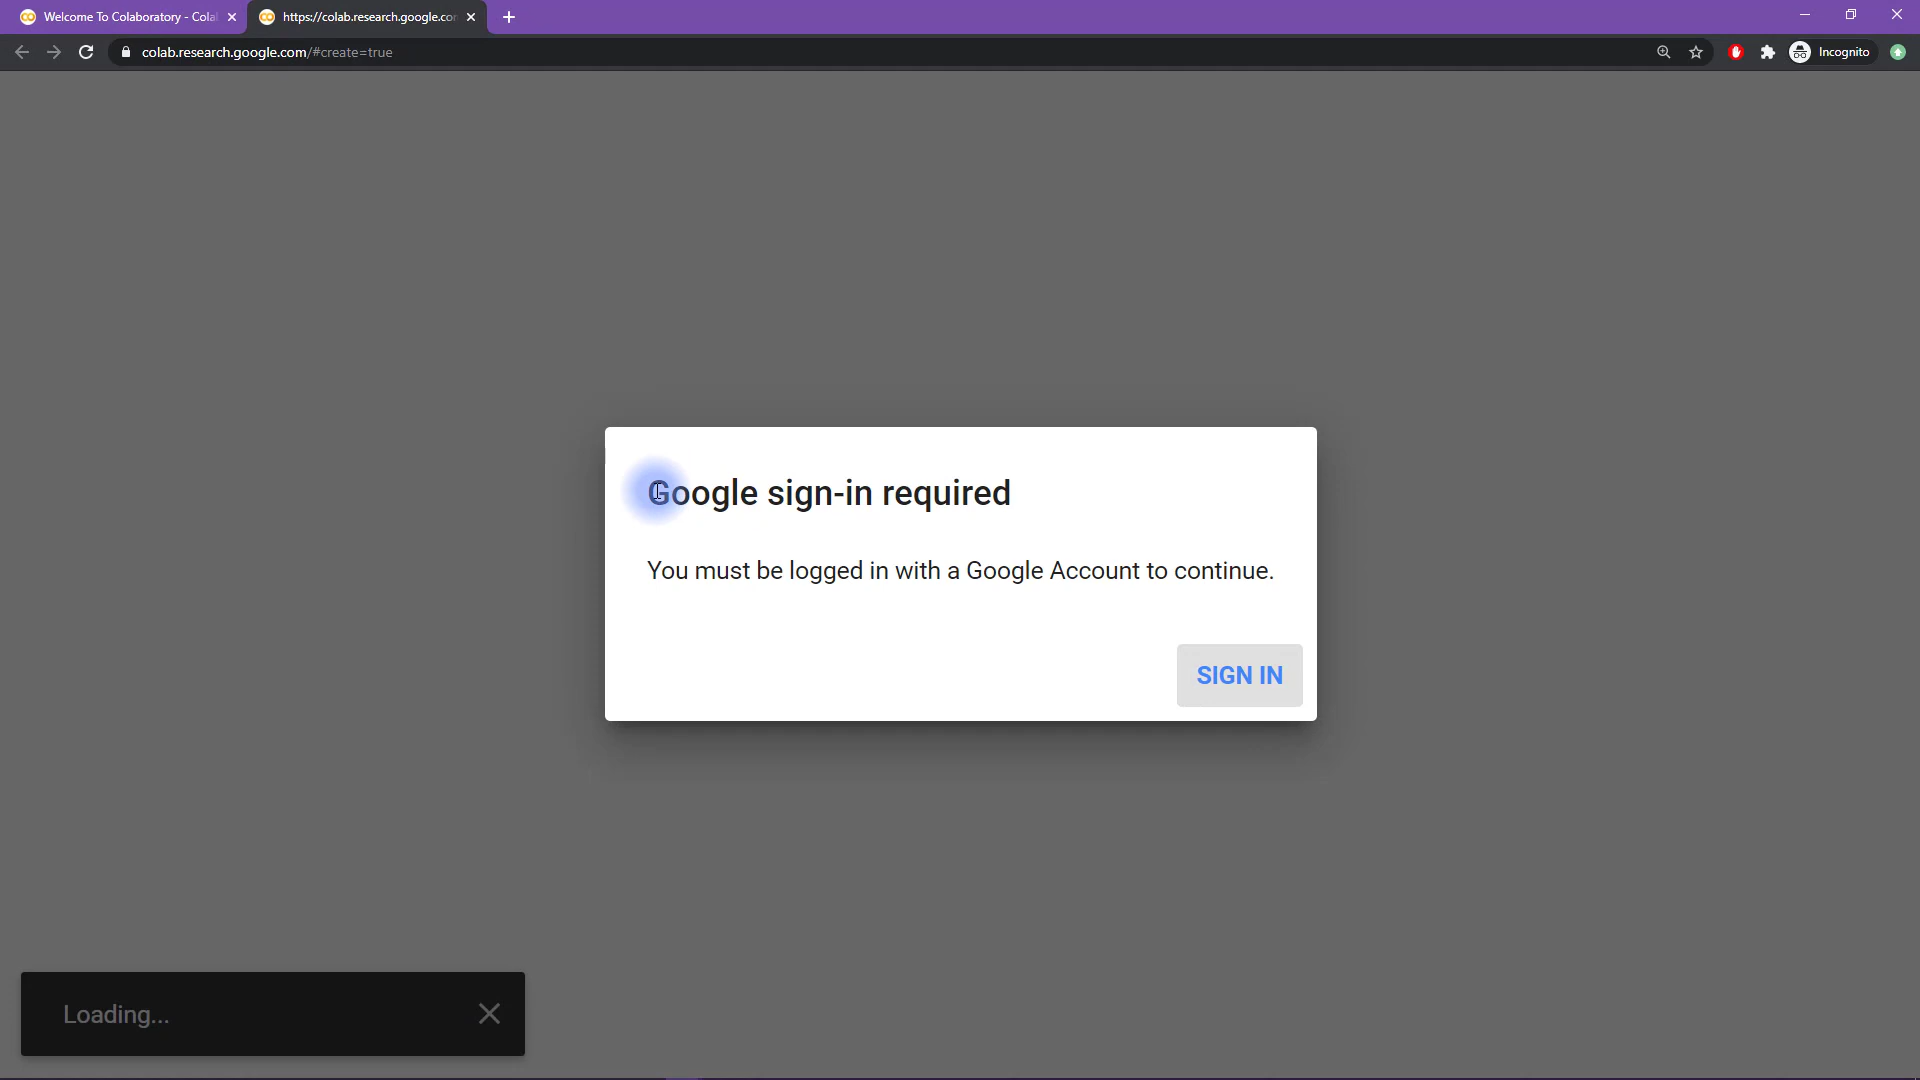 Welcome To Colaboratory - Cola
https://colab.research.google.co
colab.research.google.com/#create=true
Incognito
Google sign-in required
You must be logged in with a Google Account to continue.
SIGN IN
Loading...